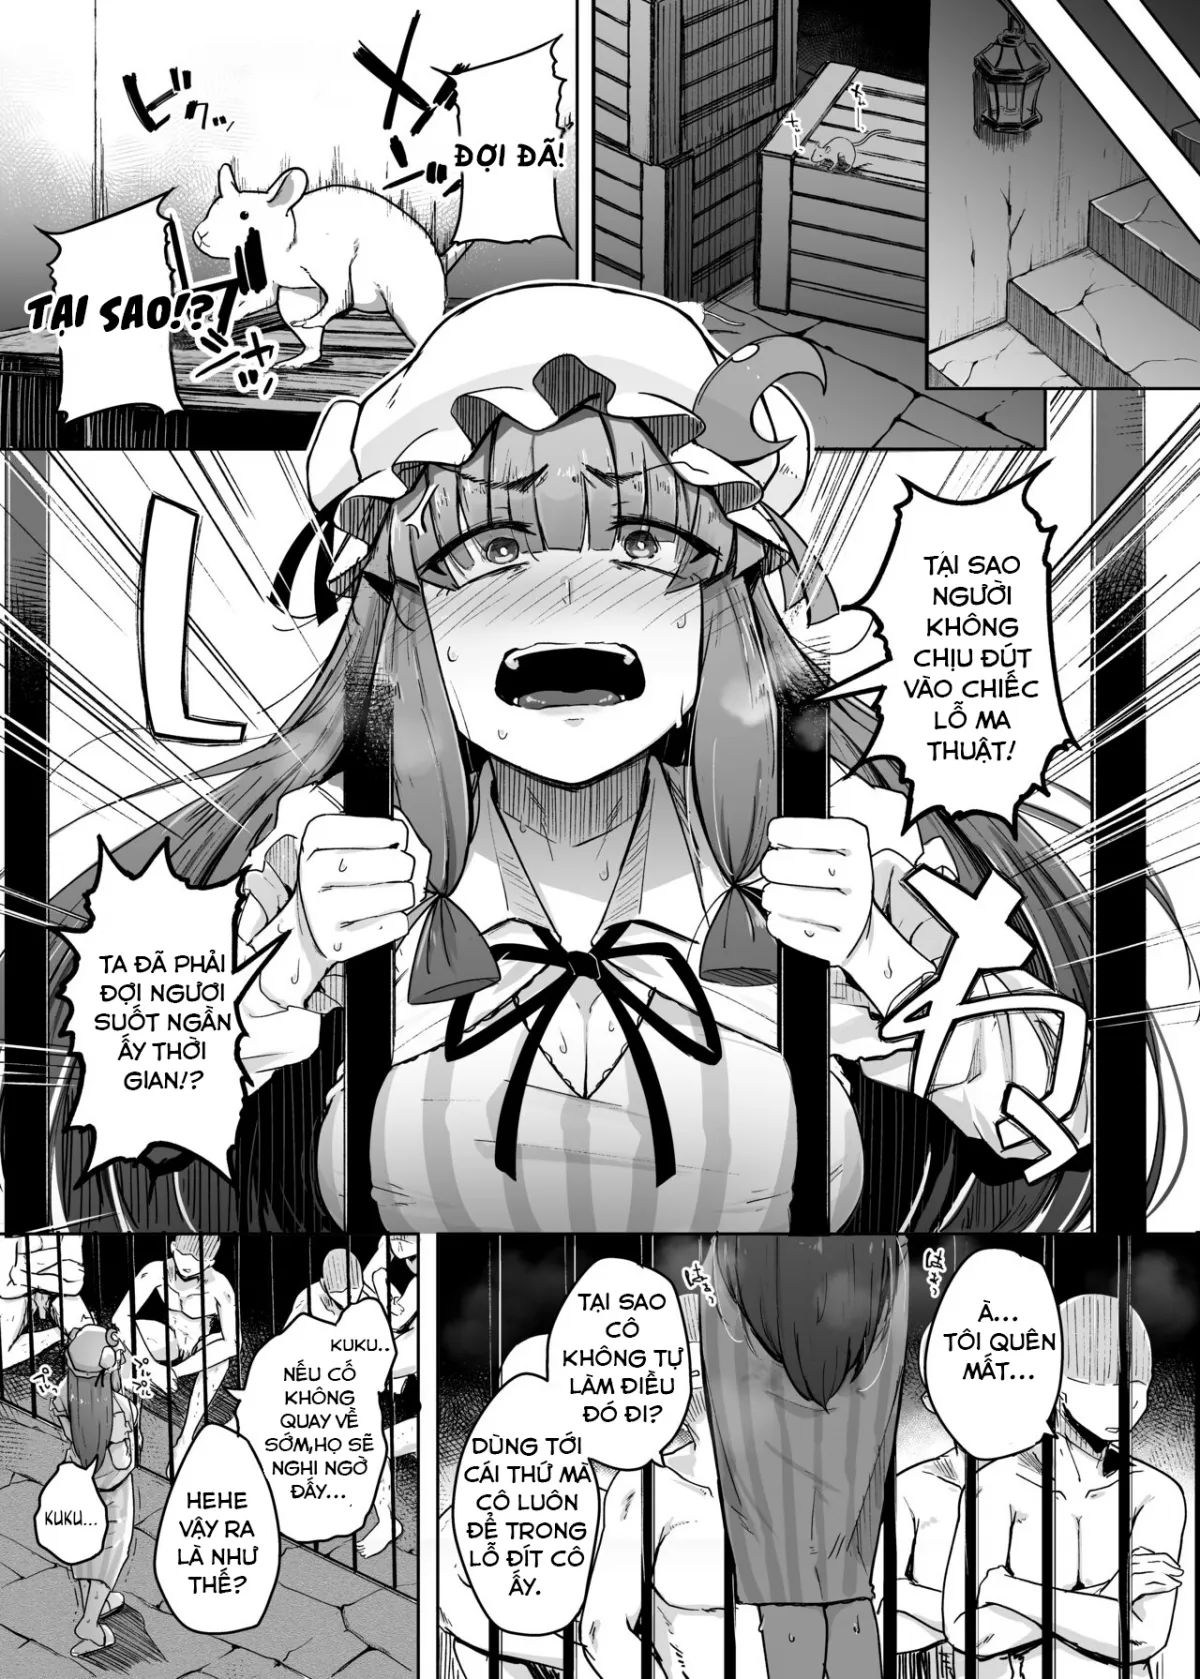 ĐỢI ĐÃ!
ビクッ
TẠI SAO!?
TẠI SAO
NGƯỜI
KHÔNG
CHỊU ĐÚT
VÀO CHIẾC
LỖ MA
THUẬT!
TA ĐÃ PHẢI
ĐỢI NGƯƠI
SUỐT NGẦN
ẤY THỜI
GIAN!?
À...
TÔI QUÊN
MẤT...
TẠI SAO
CÔ
KHÔNG TỰ
LÀM ĐIỀU
ĐÓ ĐI?
DÙNG TỚI
CÁI THỨ MÀ
CÔ LUÔN
ĐỂ TRONG
LỖ ĐÍT CÔ
ẤY.
KUKU..
NẾU CỐ
KHÔNG
QUAY VỀ
SỚM,HỌ SẼ
NGHI NGỜ
ĐẤY...
HEHE
VẬY RA
LÀ NHƯ
THẾ?
KUKU...